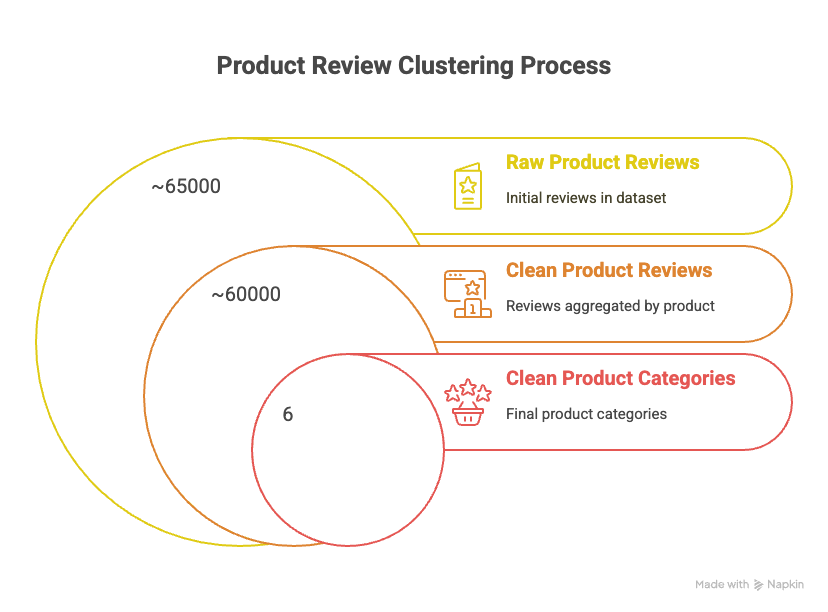 Product Review Clustering Process
~65000
Raw Product Reviews
Initial reviews in dataset
~60000
Clean Product Reviews
1
Reviews aggregated by product
6
Clean Product Categories
Final product categories
Made with Napkin